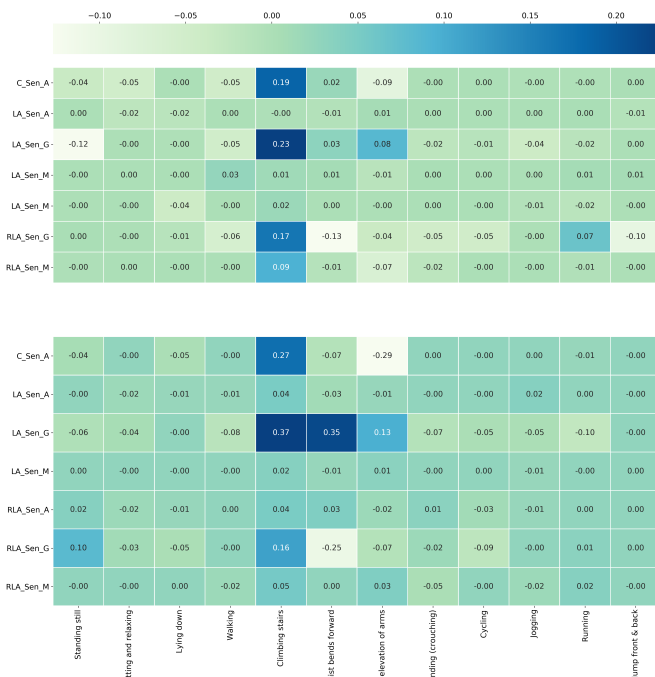 −0.10 −0.05 0.00 0.05 0.10 0.15 0.20
C_Sen_A -0.04 -0.05 -0.00 -0.05 0.19 0.02 -0.09 -0.00 0.00 -0.00 -0.00 0.00
LA_Sen_A 0.00 -0.02 -0.02 0.00 -0.00 -0.01 0.01 0.00 0.00 0.00 0.00 -0.01
LA_Sen_G -0.12 -0.00 -0.00 -0.05 0.23 0.03 0.08 -0.02 -0.01 -0.04 -0.02 0.00
LA_Sen_M -0.00 0.00 -0.00 0.03 0.01 0.01 -0.01 0.00 0.00 0.00 0.01 0.01
LA_Sen_M -0.00 -0.00 -0.04 -0.00 0.02 0.00 -0.00 -0.00 -0.00 -0.01 -0.02 -0.00
RLA_Sen_G 0.00 -0.00 -0.01 -0.06 0.17 -0.13 -0.04 -0.05 -0.05 -0.00 0.07 -0.10
RLA_Sen_M -0.00 0.00 -0.00 -0.00 0.09 -0.01 -0.07 -0.02 -0.00 -0.00 -0.01 -0.00
C_Sen_A -0.04 -0.00 -0.05 -0.00 0.27 -0.07 -0.29 0.00 0.00 -0.00 -0.01 -0.00
LA_Sen_A -0.00 -0.02 -0.01 -0.01 0.04 -0.03 -0.01 -0.00 -0.00 0.02 -0.00 -0.00
LA_Sen_G -0.06 -0.04 -0.00 -0.08 0.37 0.35 0.13 -0.07 -0.05 -0.05 -0.10 -0.00
LA_Sen_M 0.00 -0.00 -0.00 -0.00 0.02 -0.01 0.01 -0.00 0.00 -0.01 -0.00 0.00
RLA_Sen_A 0.02 -0.02 -0.01 0.00 0.04 0.03 -0.02 0.01 -0.03 -0.01 0.00 0.00
RLA_Sen_G 0.10 -0.03 -0.05 -0.00 0.16 -0.25 -0.07 -0.02 -0.09 -0.00 0.01 0.00
RLA_Sen_M -0.00 -0.00 0.00 -0.02 0.05 0.00 0.03 -0.05 -0.00 -0.02 0.02 -0.00
Standing still
tting and relaxing
Lying down
Walking
Climbing stairs
ist bends forward
elevation of arms
nding (crouching)
Cycling
Jogging
Running
ump front & back